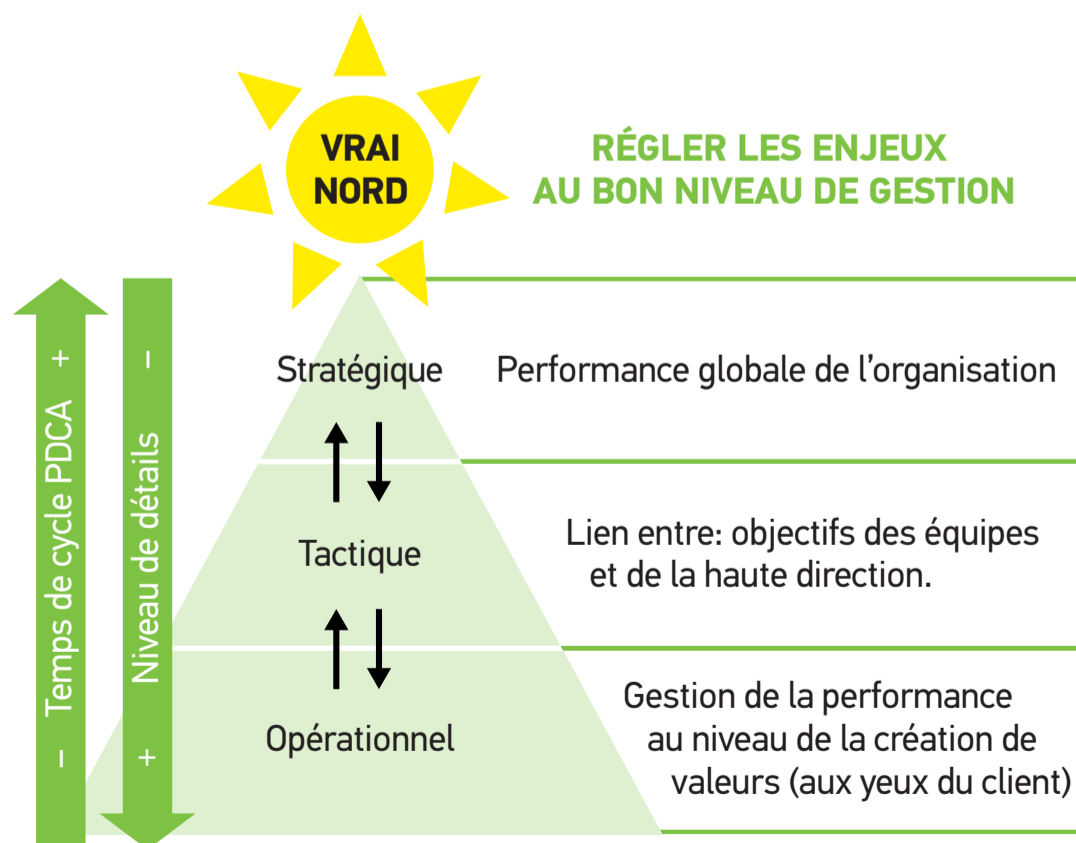 VRAI
NORD
RÉGLER LES ENJEUX
AU BON NIVEAU DE GESTION
– Temps de cycle PDCA +
+ Niveau de détails –
Stratégique
Performance globale de l'organisation
Tactique
Lien entre: objectifs des équipes
et de la haute direction.
Opérationnel
Gestion de la performance
au niveau de la création de
valeurs (aux yeux du client)